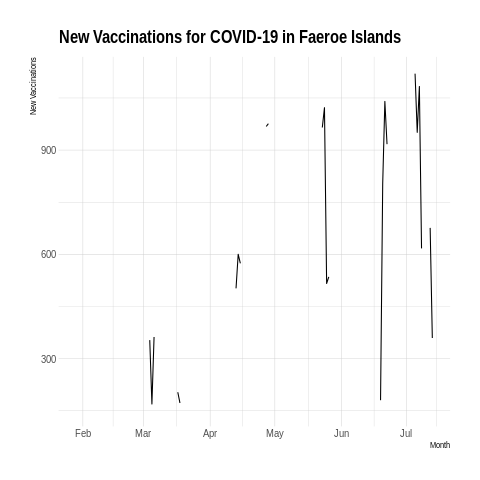 New Vaccinations for COVID-19 in Faeroe Islands
New Vaccinations
900
600
300
Feb Mar Apr May Jun Jul
Month